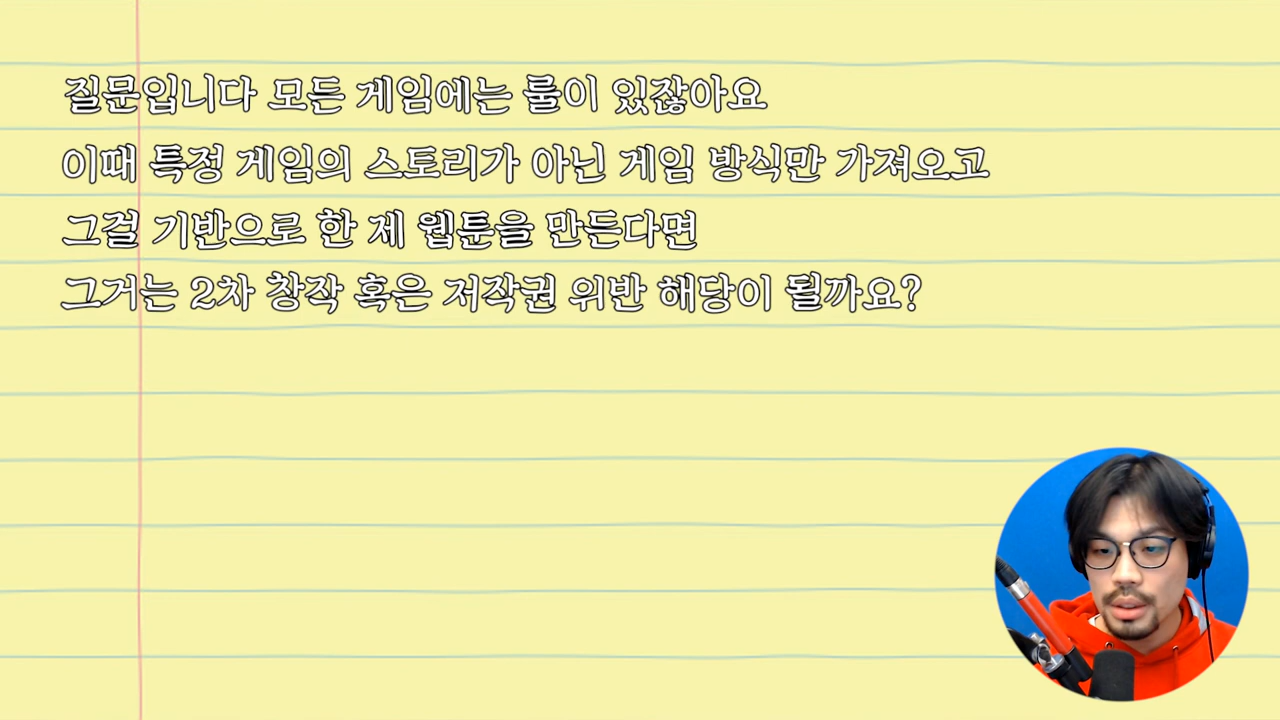 질문입니다 모든 게임에는 룰이 있잖아요
이때 특정 게임의 스토리가 아닌 게임 방식만 가져오고
그걸 기반으로 한 제 웹툰을 만든다면
그거는 2차 창작 혹은 저작권 위반 해당이 될까요?